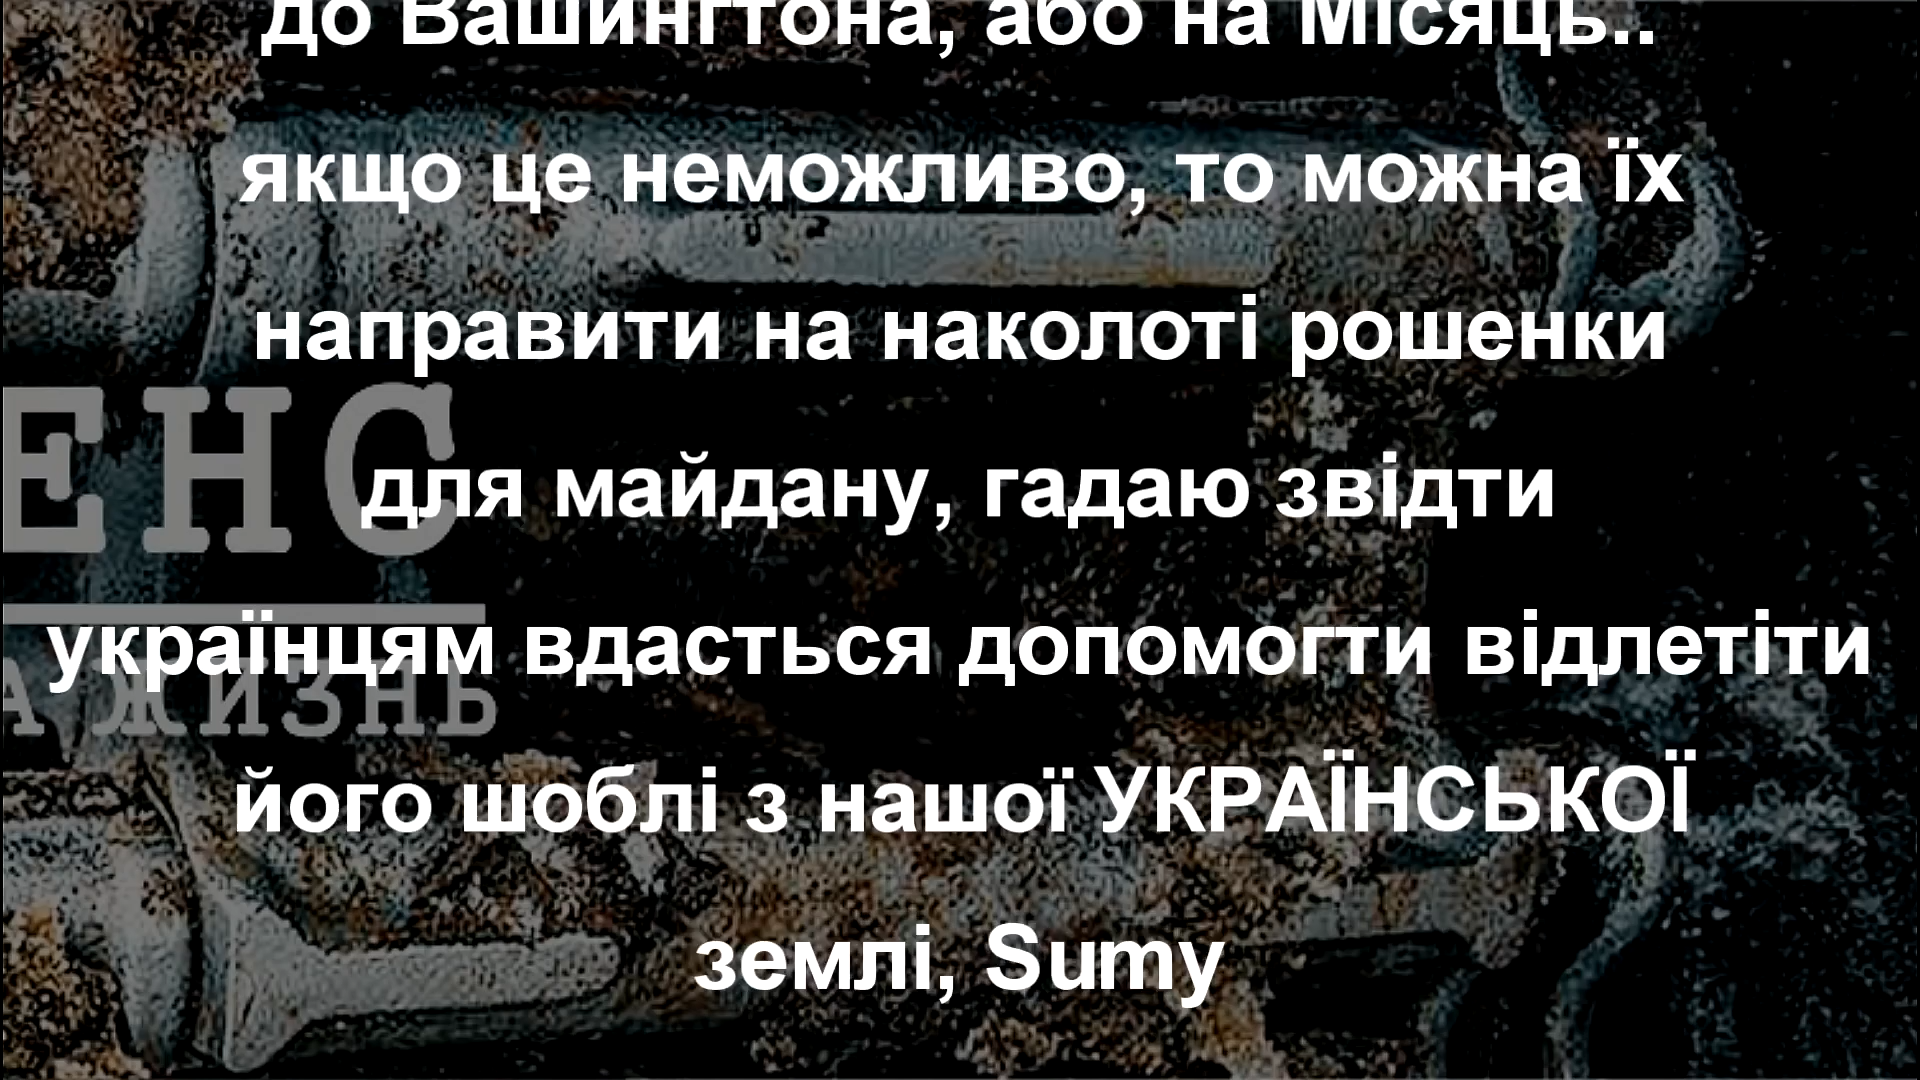 до Вашингтона, або на Місяць..
якщо це неможливо, то можна їх
направити на наколоті рошенки
ЕНС
для майдану, гадаю звідти
українцям вдасться допомогти відлетіти
А ЖИЗНЬ
його шоблі з нашої УКРАЇНСЬКОЇ
землі, Sumy